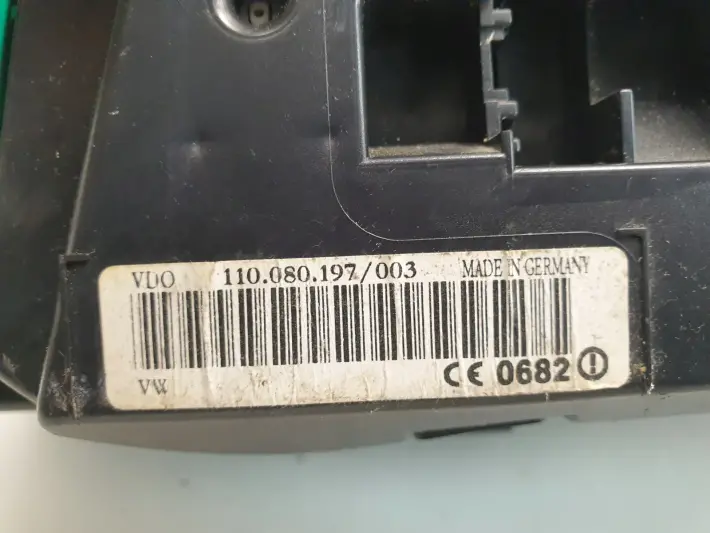 VDO 110.080.197/003 MADE IN GERMANY
VW CE 0682